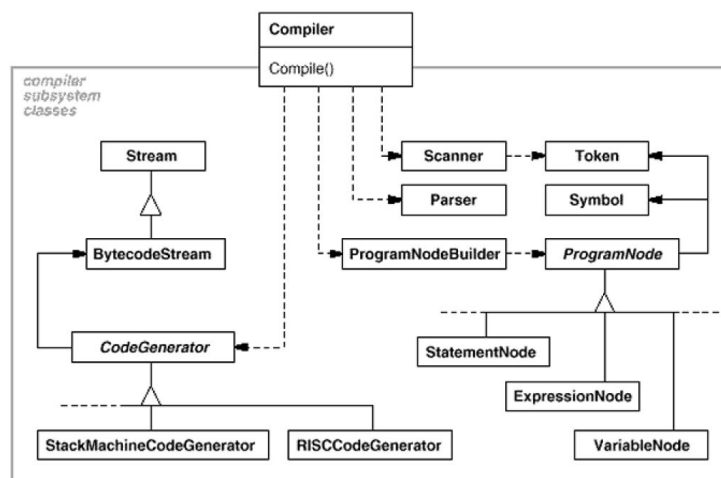 Compiler
Compile()
compiler
subsystem
classes
Stream
Scanner
Token
Parser
Symbol
BytecodeStream
ProgramNodeBuilder
ProgramNode
CodeGenerator
StatementNode
ExpressionNode
StackMachineCodeGenerator
RISCCodeGenerator
VariableNode